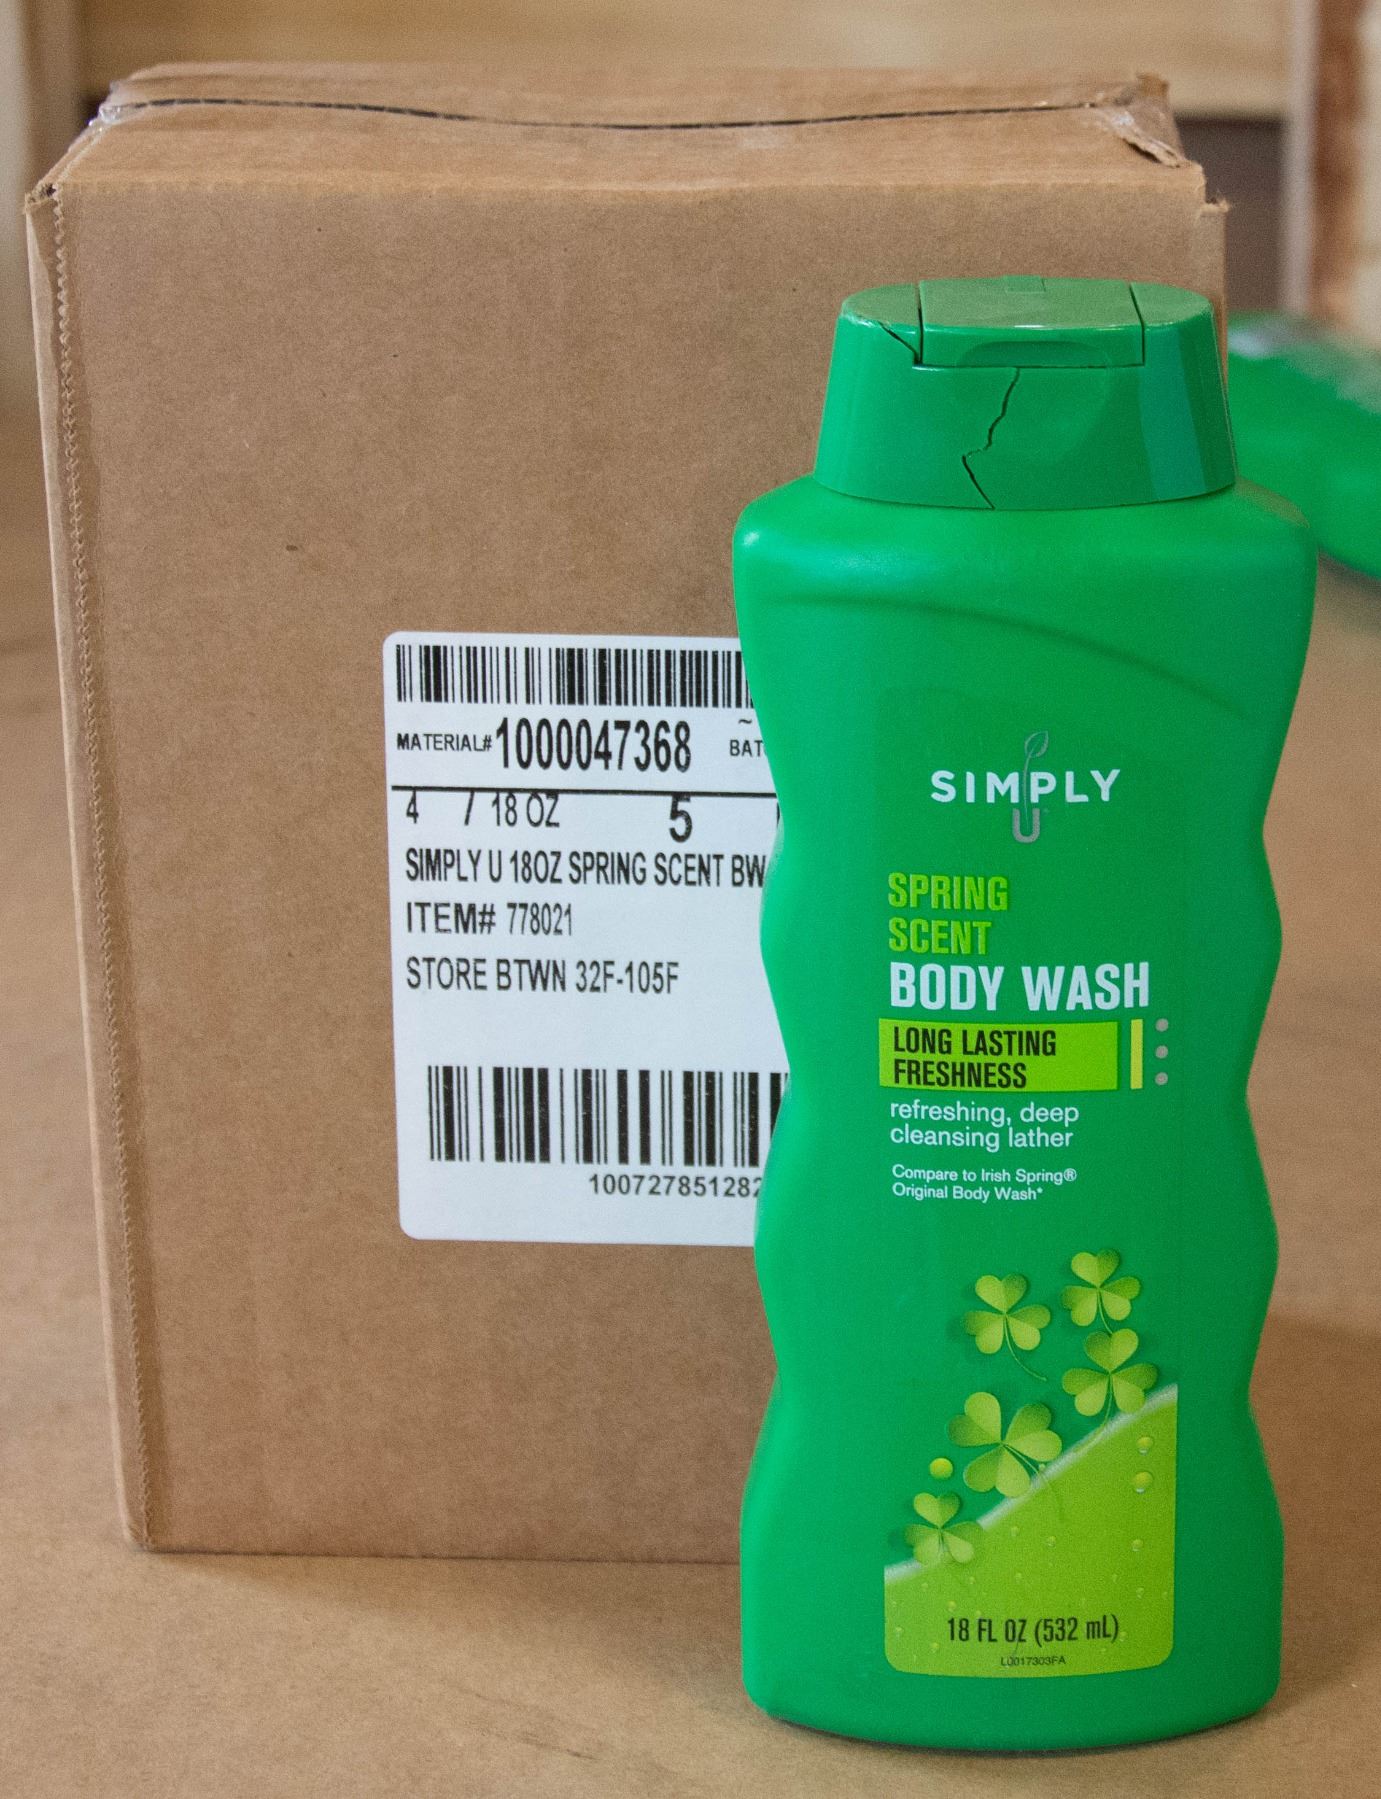 MATERIAL# 1000047368
4 / 18 OZ 5
SIMPLY U 18OZ SPRING SCENT BW
ITEM# 778021
STORE BTWN 32F-105F
SIMPLY
U
SPRING
SCENT
BODY WASH
LONG LASTING
FRESHNESS
refreshing, deep
cleansing lather
Compare to Irish Spring®
Original Body Wash*
18 FL OZ (532 mL)
L0017303FA